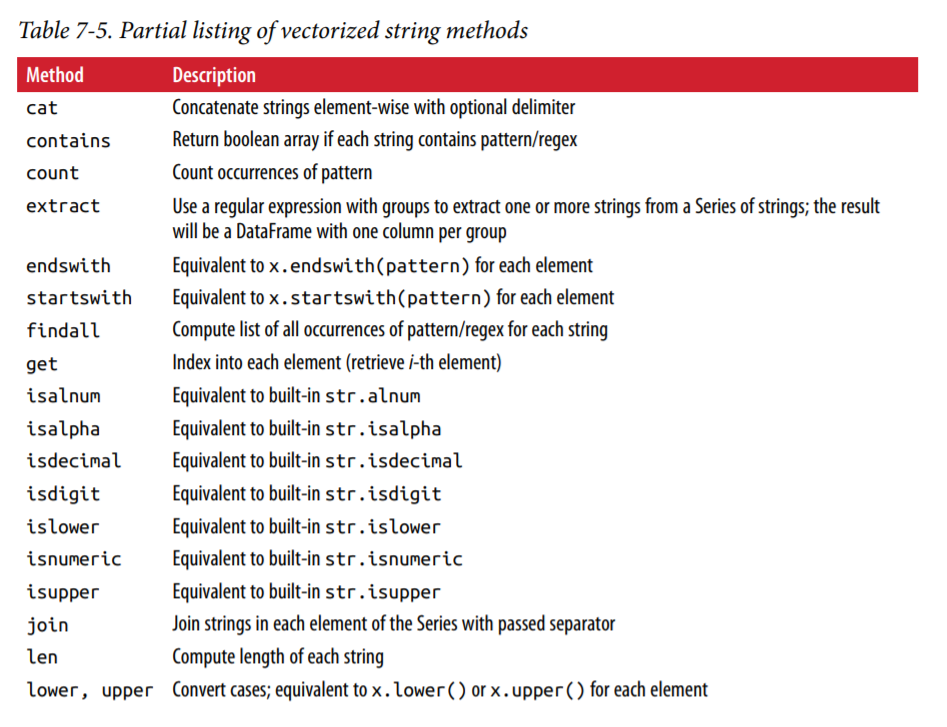 Table 7-5. Partial listing of vectorized string methods
Method Description
cat Concatenate strings element-wise with optional delimiter
contains Return boolean array if each string contains pattern/regex
count Count occurrences of pattern
extract Use a regular expression with groups to extract one or more strings from a Series of strings; the result
will be a DataFrame with one column per group
endswith Equivalent to x.endswith(pattern) for each element
startswith Equivalent to x.startswith(pattern) for each element
findall Compute list of all occurrences of pattern/regex for each string
get Index into each element (retrieve i-th element)
isalnum Equivalent to built-in str.alnum
isalpha Equivalent to built-in str.isalpha
isdecimal Equivalent to built-in str.isdecimal
isdigit Equivalent to built-in str.isdigit
islower Equivalent to built-in str.islower
isnumeric Equivalent to built-in str.isnumeric
isupper Equivalent to built-in str.isupper
join Join strings in each element of the Series with passed separator
len Compute length of each string
lower, upper Convert cases; equivalent to x.lower() or x.upper() for each element